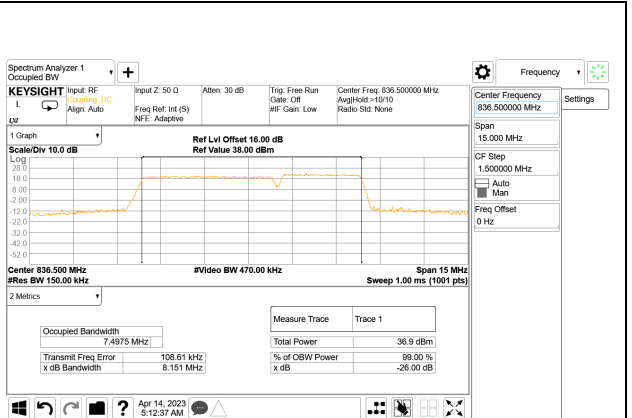 Spectrum Analyzer 1
Occupied BW
Frequency
KEYSIGHT Input: RF Input Z: 50 Ω Atten: 30 dB Trig: Free Run Center Freq: 836.500000 MHz
L Coupling: DC Gate: Off Avg|Hold:>10/10
Align: Auto Freq Ref: Int (S) #IF Gain: Low Radio Std: None
NFE: Adaptive
Center Frequency
836.500000 MHz
Settings
Span
15.000 MHz
CF Step
1.500000 MHz
Auto
Man
Freq Offset
0 Hz
1 Graph
Ref Lvl Offset 16.00 dB
Scale/Div 10.0 dB Ref Value 38.00 dBm
Log
28.0
18.0
8.00
-2.00
-12.0
-22.0
-32.0
-42.0
-52.0
Center 836.500 MHz #Video BW 470.00 kHz Span 15 MHz
#Res BW 150.00 kHz Sweep 1.00 ms (1001 pts)
2 Metrics
Measure Trace Trace 1
Occupied Bandwidth
7.4975 MHz
Total Power 36.9 dBm
Transmit Freq Error 108.61 kHz % of OBW Power 99.00 %
x dB Bandwidth 8.151 MHz x dB -26.00 dB
Apr 14, 2023
5:12:37 AM